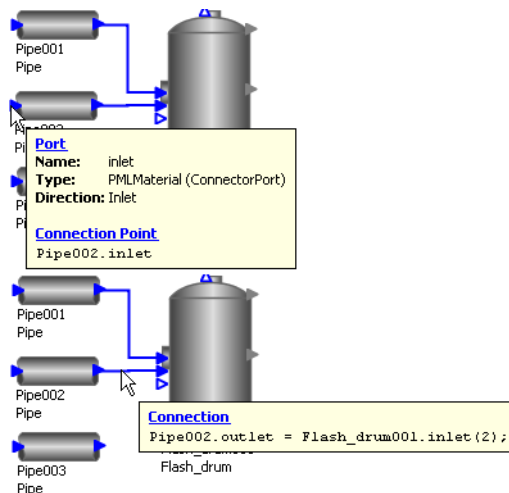 Pipe001
Pipe
Port
Name: inlet
Type: PMLMaterial (ConnectorPort)
Direction: Inlet
Connection Point
Pipe002.inlet
Pipe001
Pipe
Pipe002
Pipe
Connection
Pipe002.outlet = Flash_drum001.inlet(2);
Pipe003
Pipe
Flash_drum